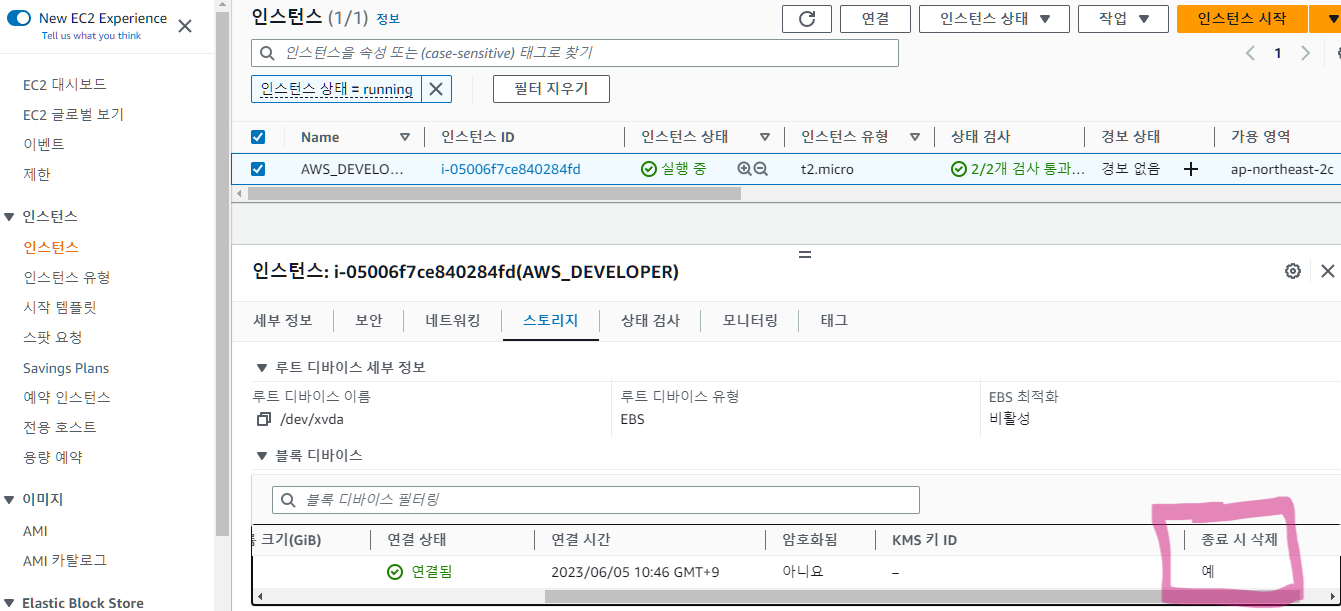 New EC2 Experience
Tell us what you think
EC2 대시보드
EC2 글로벌 보기
이벤트
제한
인스턴스
인스턴스
인스턴스 유형
시작 템플릿
스팟 요청
Savings Plans
예약 인스턴스
전용 호스트
용량 예약
이미지
AMI
AMI 카탈로그
Elastic Block Store
인스턴스 (1/1) 정보
연결
인스턴스 상태
작업
인스턴스 시작
인스턴스을 속성 또는 (case-sensitive) 태그로 찾기
1
인스턴스 상태 = running
필터 지우기
Name 인스턴스 ID 인스턴스 상태 인스턴스 유형 상태 검사 경보 상태 가용 영역
AWS_DEVELO... i-05006f7ce840284fd 실행 중 t2.micro 2/2개 검사 통과... 경보 없음 + ap-northeast-2c
인스턴스: i-05006f7ce840284fd(AWS_DEVELOPER)
세부 정보 보안 네트워킹 스토리지 상태 검사 모니터링 태그
루트 디바이스 세부 정보
루트 디바이스 이름 루트 디바이스 유형 EBS 최적화
/dev/xvda EBS 비활성
블록 디바이스
블록 디바이스 필터링
크기(GiB) 연결 상태 연결 시간 암호화됨 KMS 키 ID 종료 시 삭제
연결됨 2023/06/05 10:46 GMT+9 아니요 – 예